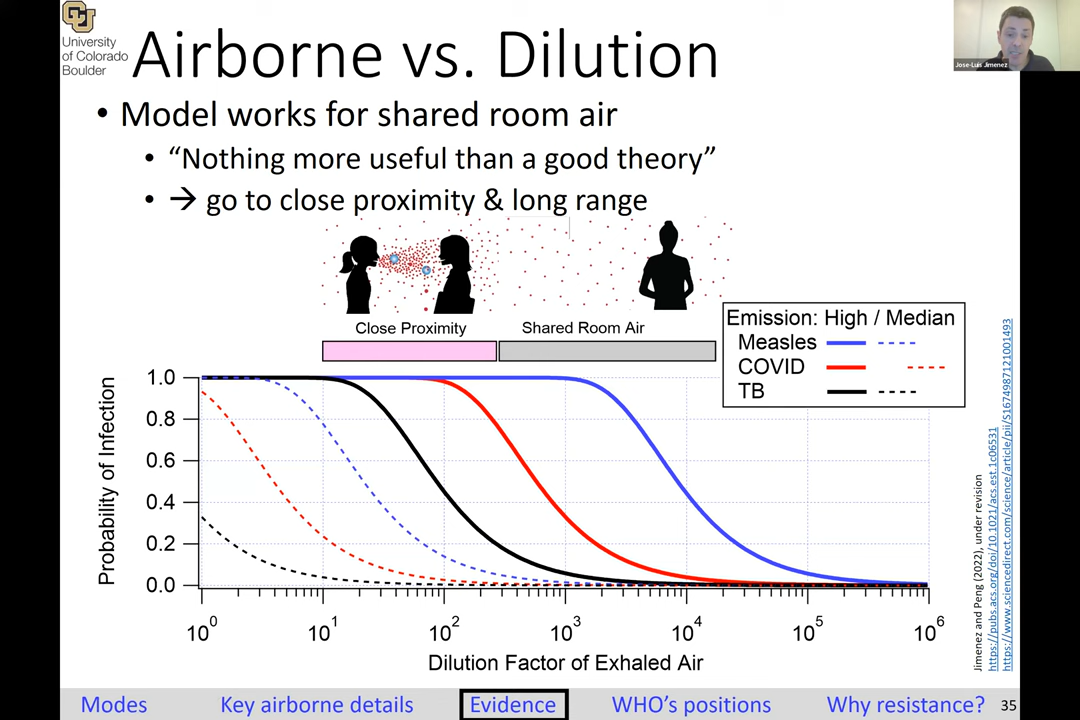 University
of Colorado
Boulder
Airborne vs. Dilution
Jose-Luis Jimenez
• Model works for shared room air
• “Nothing more useful than a good theory”
• → go to close proximity & long range
Close Proximity
Shared Room Air
Emission: High / Median
Measles
COVID
TB
Probability of Infection
1.0
0.8
0.6
0.4
0.2
0.0
10⁰
10¹
10²
10³
10⁴
10⁵
10⁶
Dilution Factor of Exhaled Air
Jimenez and Peng (2022), under revision
https://pubs.acs.org/doi/10.1021/acs.est.1c06531
https://www.sciencedirect.com/science/article/pii/S1674987121001493
Modes
Key airborne details
Evidence
WHO’s positions
Why resistance?
35